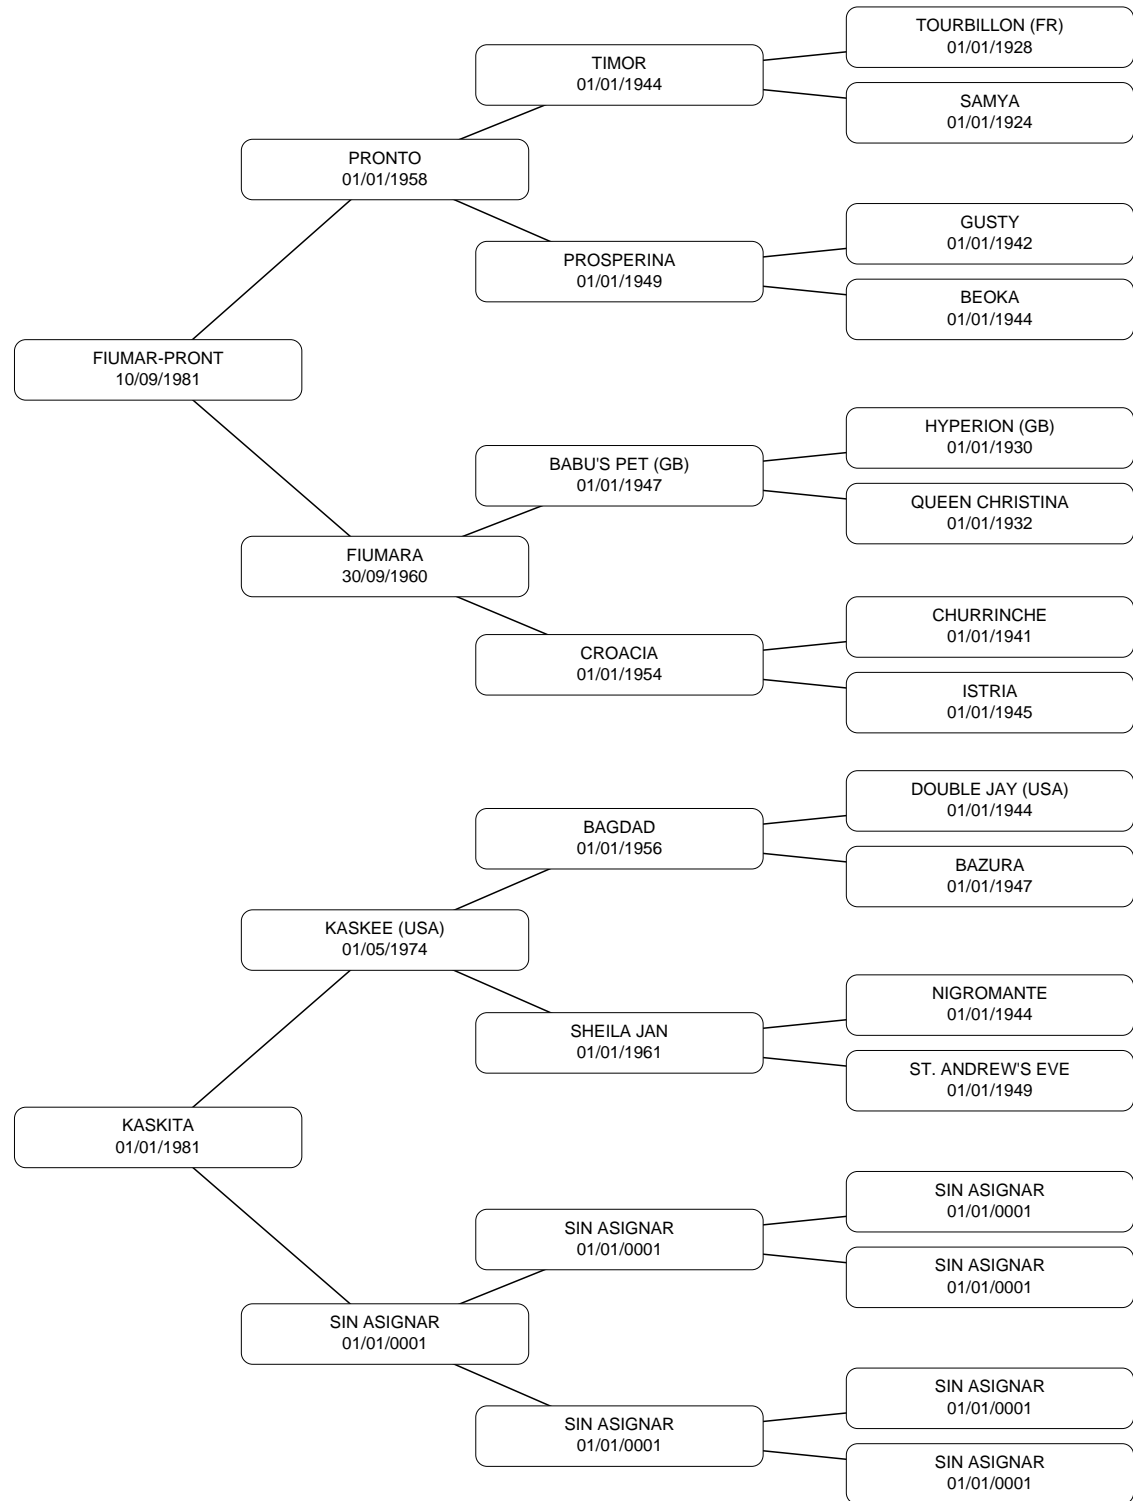 TOURBILLON (FR)
01/01/1928
TIMOR
01/01/1944
SAMYA
01/01/1924
PRONTO
01/01/1958
GUSTY
01/01/1942
PROSPERINA
01/01/1949
BEOKA
01/01/1944
FIUMAR-PRONT
10/09/1981
HYPERION (GB)
01/01/1930
BABU'S PET (GB)
01/01/1947
QUEEN CHRISTINA
01/01/1932
FIUMARA
30/09/1960
CHURRINCHE
01/01/1941
CROACIA
01/01/1954
ISTRIA
01/01/1945
DOUBLE JAY (USA)
01/01/1944
BAGDAD
01/01/1956
BAZURA
01/01/1947
KASKEE (USA)
01/05/1974
NIGROMANTE
01/01/1944
SHEILA JAN
01/01/1961
ST. ANDREW'S EVE
01/01/1949
KASKITA
01/01/1981
SIN ASIGNAR
01/01/0001
SIN ASIGNAR
01/01/0001
SIN ASIGNAR
01/01/0001
SIN ASIGNAR
01/01/0001
SIN ASIGNAR
01/01/0001
SIN ASIGNAR
01/01/0001
SIN ASIGNAR
01/01/0001